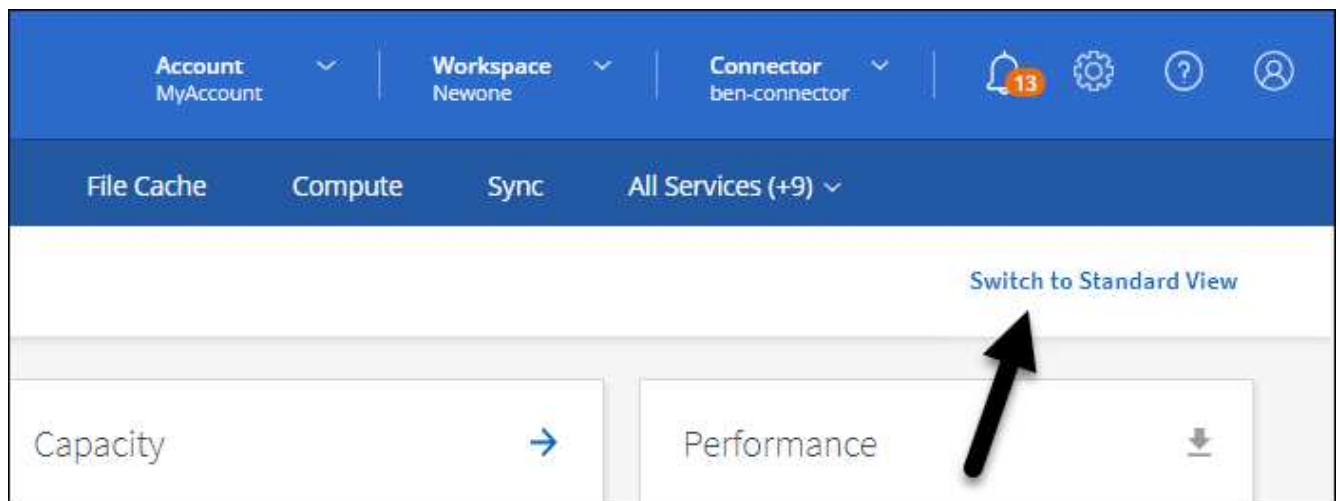 Account Workspace Connector
MyAccount Newone ben-connector
13
?
File Cache Compute Sync All Services (+9)
Switch to Standard View
Capacity Performance